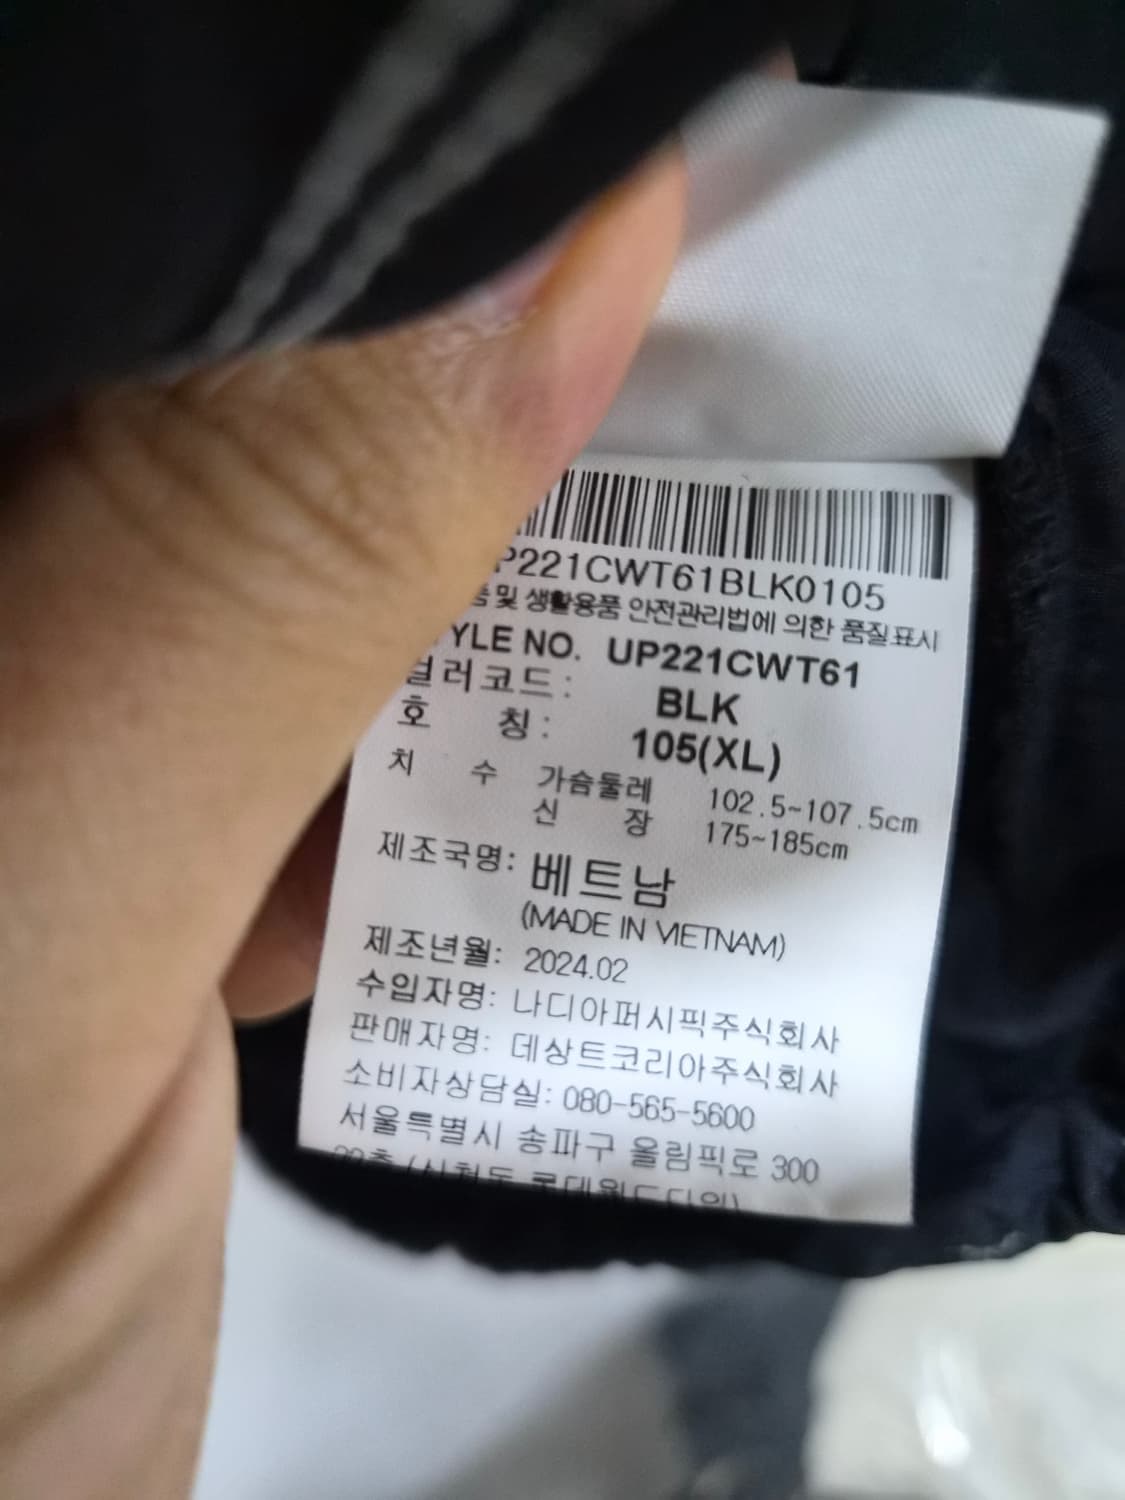 P221CWT61BLK0105
및 생활용품 안전관리법에 의한 품질표시
YLE NO. UP221CWT61
컬러코드: BLK
호 칭: 105(XL)
치 수 가슴둘레 102.5~107.5cm
신 장 175~185cm
제조국명: 베트남
(MADE IN VIETNAM)
제조년월: 2024.02
수입자명: 나디아퍼시픽주식회사
판매자명: 데상트코리아주식회사
소비자상담실: 080-565-5600
서울특별시 송파구 올림픽로 300